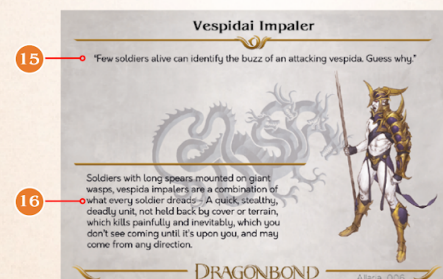 Vespidai Impaler
15
"Few soldiers alive can identify the buzz of an attacking vespida. Guess why."
Soldiers with long spears mounted on giant
wasps, vespida impalers are a combination of
16
what every soldier dreads – A quick, stealthy,
deadly unit, not held back by cover or terrain,
which kills painfully and inevitably, which you
don't see coming until it's upon you, and may
come from any direction.
DRAGONBOND